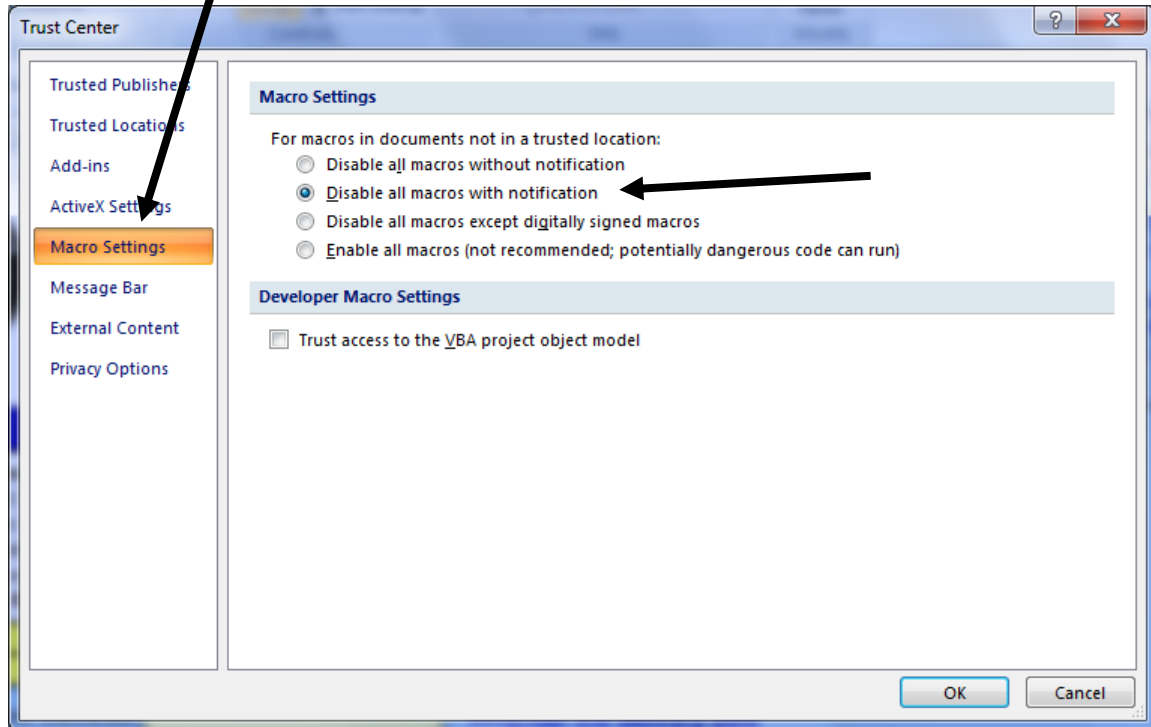 Trust Center
Trusted Publishers
Trusted Locations
Add-ins
ActiveX Settings
Macro Settings
Message Bar
External Content
Privacy Options
Macro Settings
For macros in documents not in a trusted location:
Disable all macros without notification
Disable all macros with notification
Disable all macros except digitally signed macros
Enable all macros (not recommended; potentially dangerous code can run)
Developer Macro Settings
Trust access to the VBA project object model
OK
Cancel